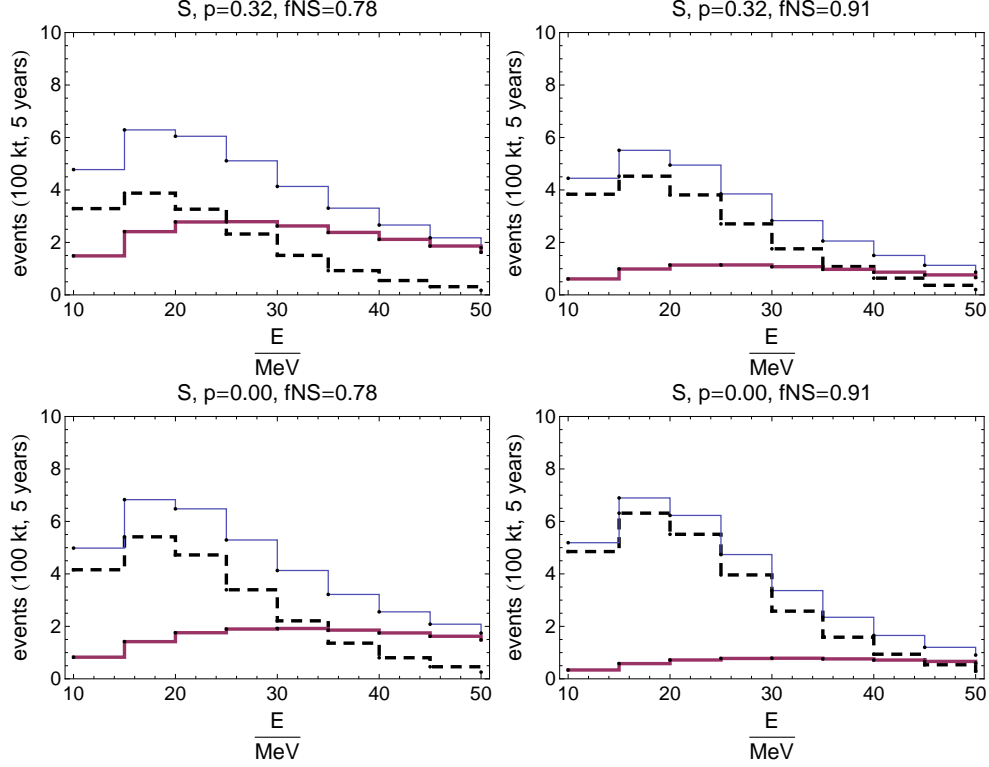 S, p=0.32, fNS=0.78
events (100 kt, 5 years)
10
8
6
4
2
0
10 20 30 40 50
E
MeV
S, p=0.32, fNS=0.91
events (100 kt, 5 years)
10
8
6
4
2
0
10 20 30 40 50
E
MeV
S, p=0.00, fNS=0.78
events (100 kt, 5 years)
10
8
6
4
2
0
10 20 30 40 50
E
MeV
S, p=0.00, fNS=0.91
events (100 kt, 5 years)
10
8
6
4
2
0
10 20 30 40 50
E
MeV